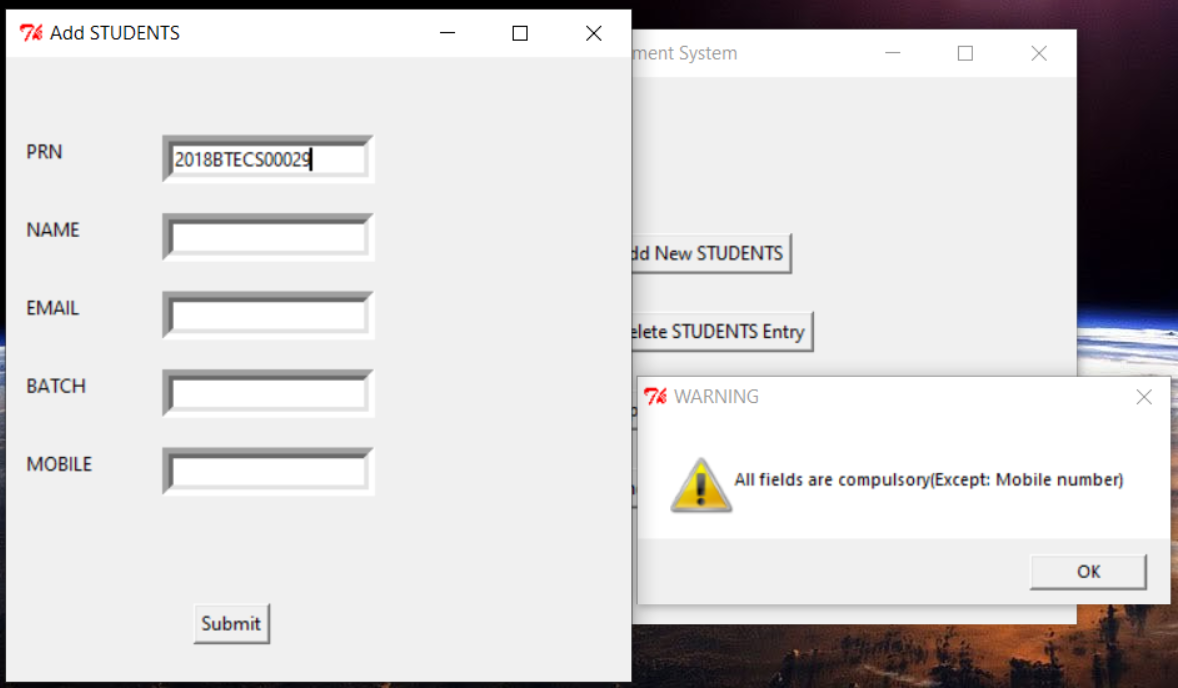 Add STUDENTS
ment System
PRN
2018BTECS00029
NAME
dd New STUDENTS
EMAIL
elete STUDENTS Entry
BATCH
WARNING
MOBILE
All fields are compulsory(Except: Mobile number)
OK
Submit